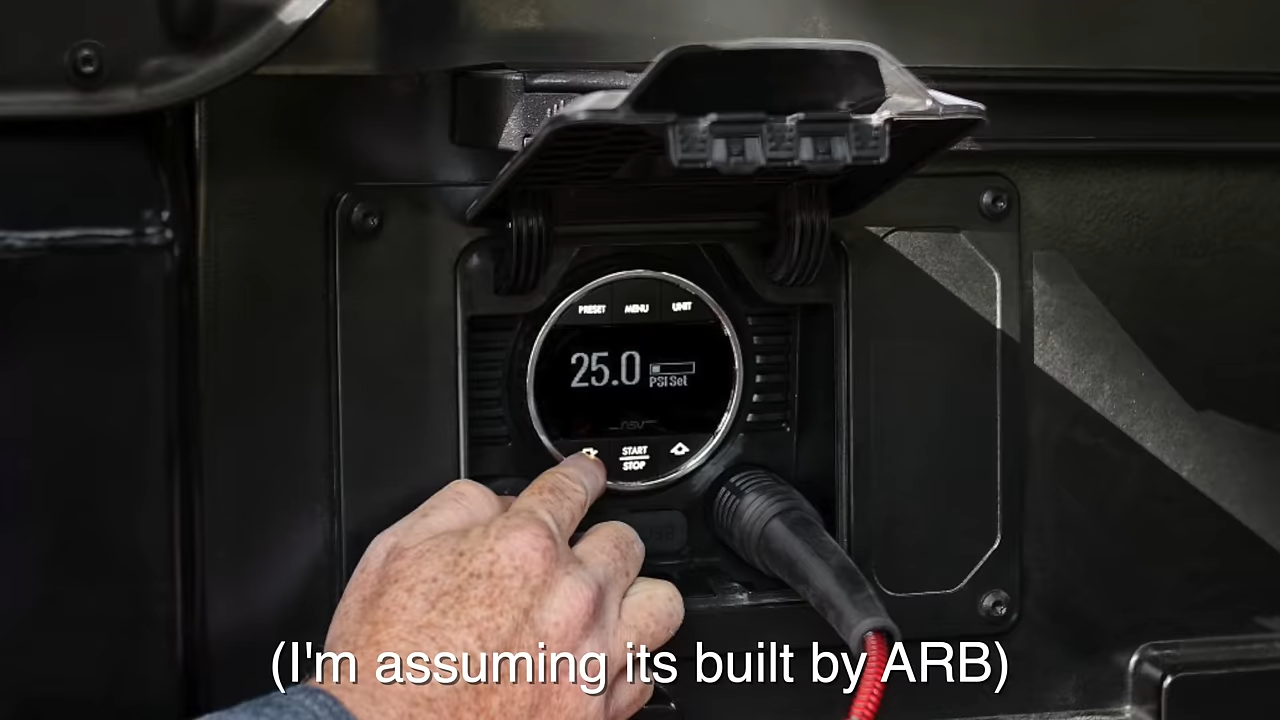 PRESET MENU UNIT
25.0
PSI Set
START
STOP
(I'm assuming its built by ARB)